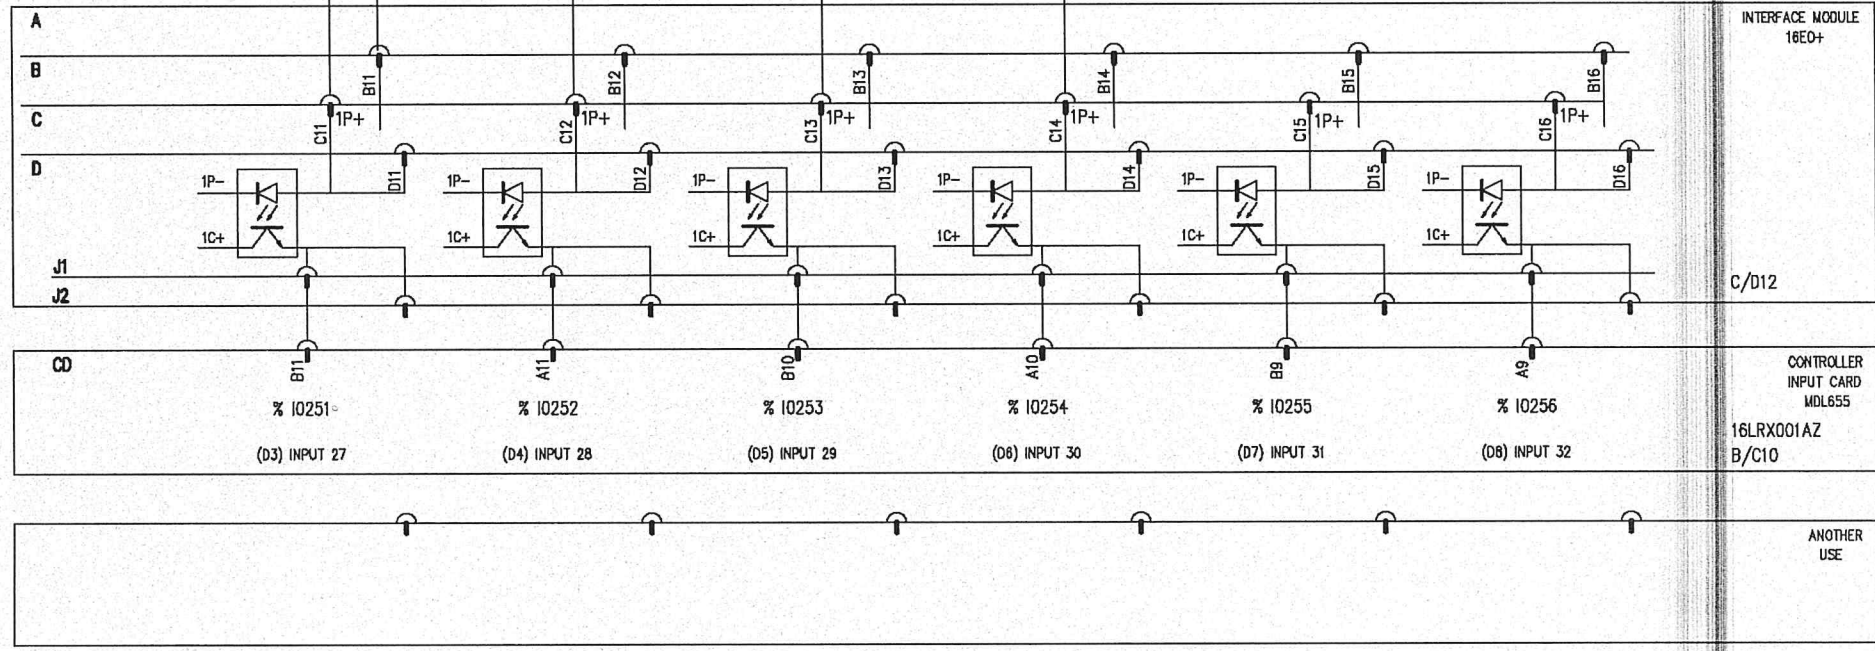 A
INTERFACE MODULE
16EO+
B
B11
B12
B13
B14
B15
B16
C
C11
1P+
C12
1P+
C13
1P+
C14
1P+
C15
1P+
C16
1P+
D
D11
D12
D13
D14
D15
D16
1P-
1P-
1P-
1P-
1P-
1P-
1C+
1C+
1C+
1C+
1C+
1C+
J1
J2
C/D12
CD
B11
A11
B10
A10
B9
A9
CONTROLLER
INPUT CARD
MDL655
% I0251
% I0252
% I0253
% I0254
% I0255
% I0256
16LRX001AZ
B/C10
(D3) INPUT 27
(D4) INPUT 28
(D5) INPUT 29
(D6) INPUT 30
(D7) INPUT 31
(D8) INPUT 32
ANOTHER
USE